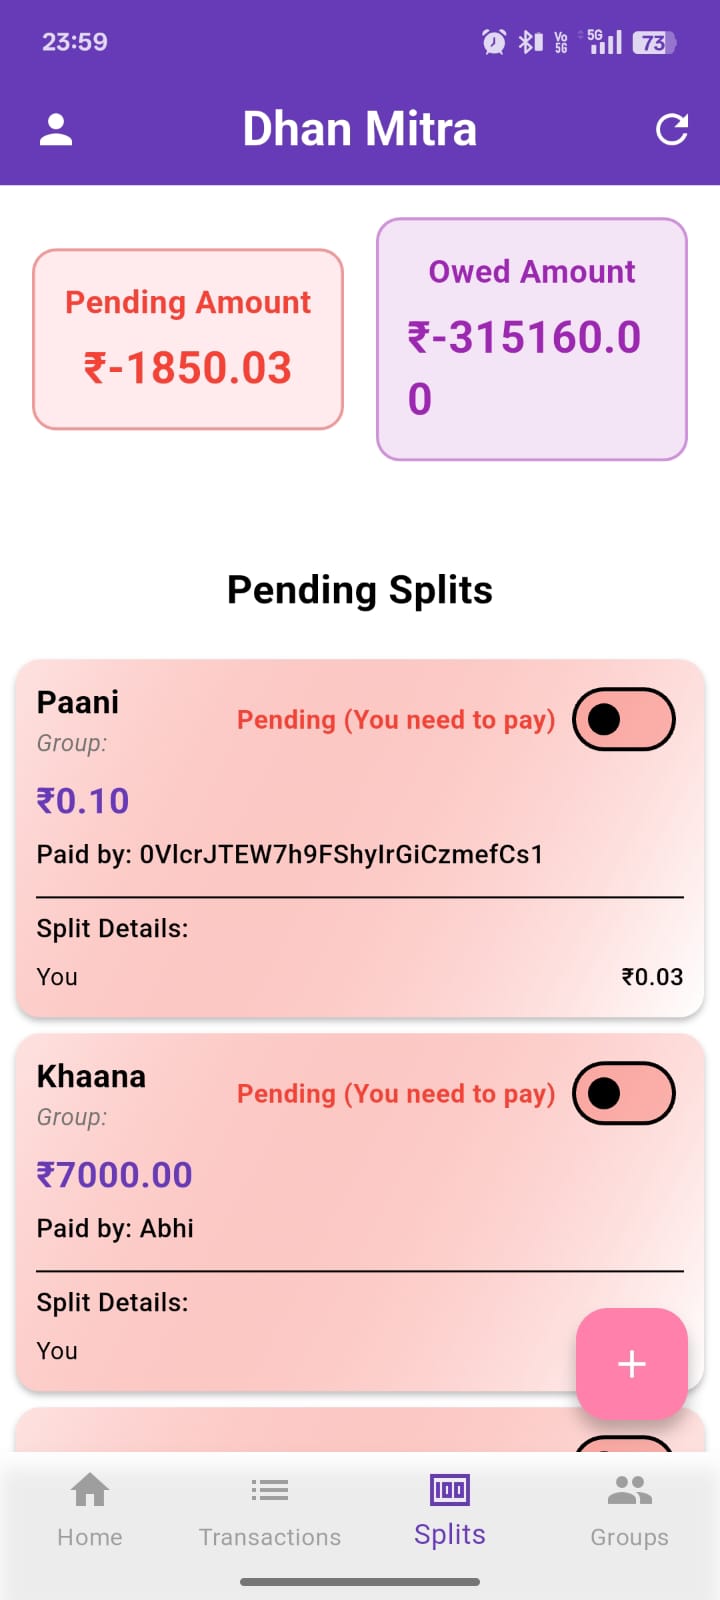 23:59
Vo
5G
5G
73
Dhan Mitra
Pending Amount
₹-1850.03
Owed Amount
₹-315160.0
0
Pending Splits
Paani
Pending (You need to pay)
Group:
₹0.10
Paid by: 0VlcrJTEW7h9FShyIrGiCzmefCs1
Split Details:
You ₹0.03
Khaana
Pending (You need to pay)
Group:
₹7000.00
Paid by: Abhi
Split Details:
You
+
Home
Transactions
Splits
Groups